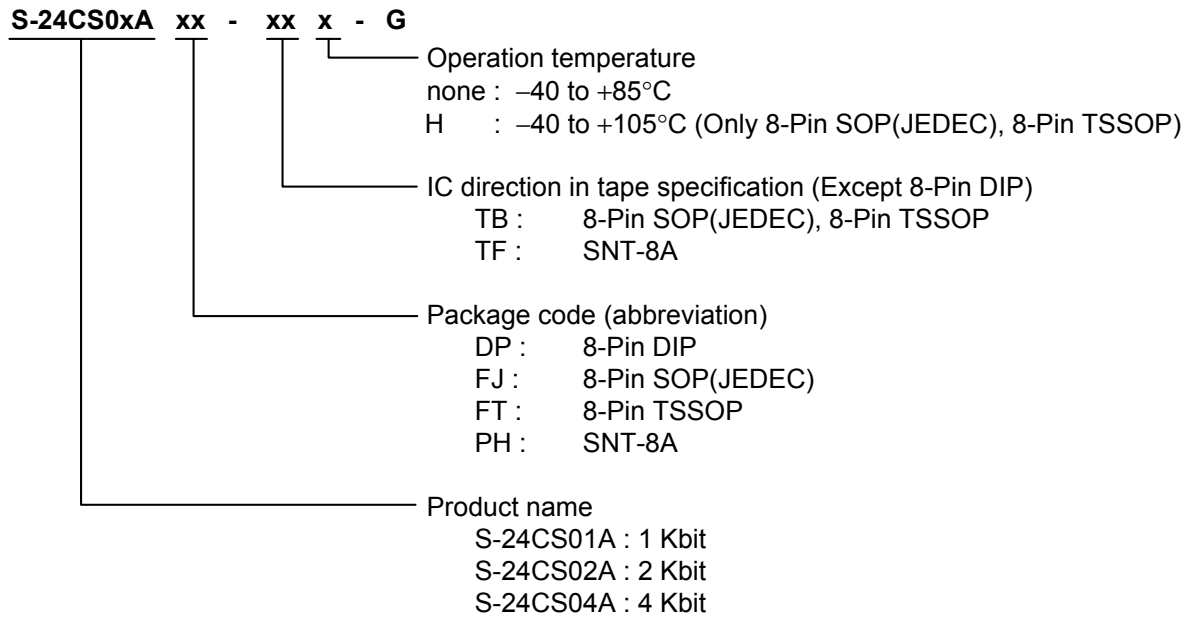 S-24CS0xA xx - xx x - G
Operation temperature
none : −40 to +85°C
H : −40 to +105°C (Only 8-Pin SOP(JEDEC), 8-Pin TSSOP)
IC direction in tape specification (Except 8-Pin DIP)
TB : 8-Pin SOP(JEDEC), 8-Pin TSSOP
TF : SNT-8A
Package code (abbreviation)
DP : 8-Pin DIP
FJ : 8-Pin SOP(JEDEC)
FT : 8-Pin TSSOP
PH : SNT-8A
Product name
S-24CS01A : 1 Kbit
S-24CS02A : 2 Kbit
S-24CS04A : 4 Kbit